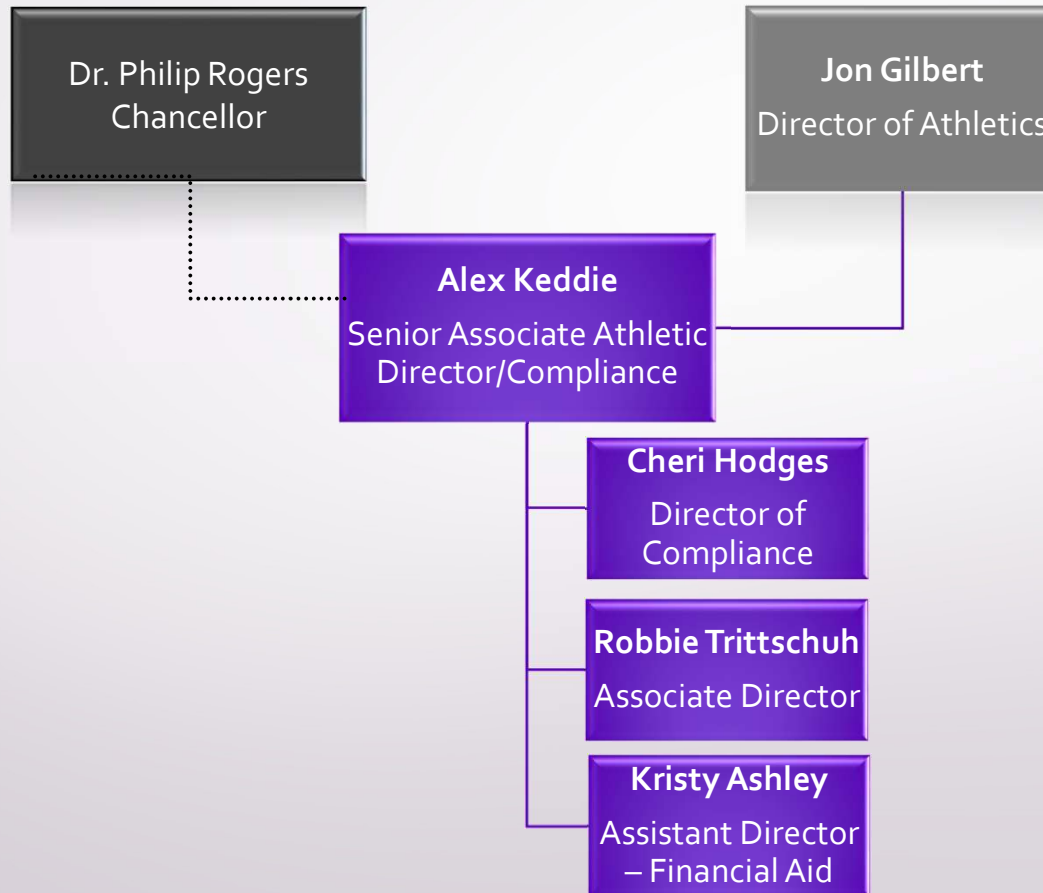 Dr. Philip Rogers
Chancellor
Jon Gilbert
Director of Athletics
Alex Keddie
Senior Associate Athletic
Director/Compliance
Cheri Hodges
Director of
Compliance
Robbie Trittschuh
Associate Director
Kristy Ashley
Assistant Director
– Financial Aid